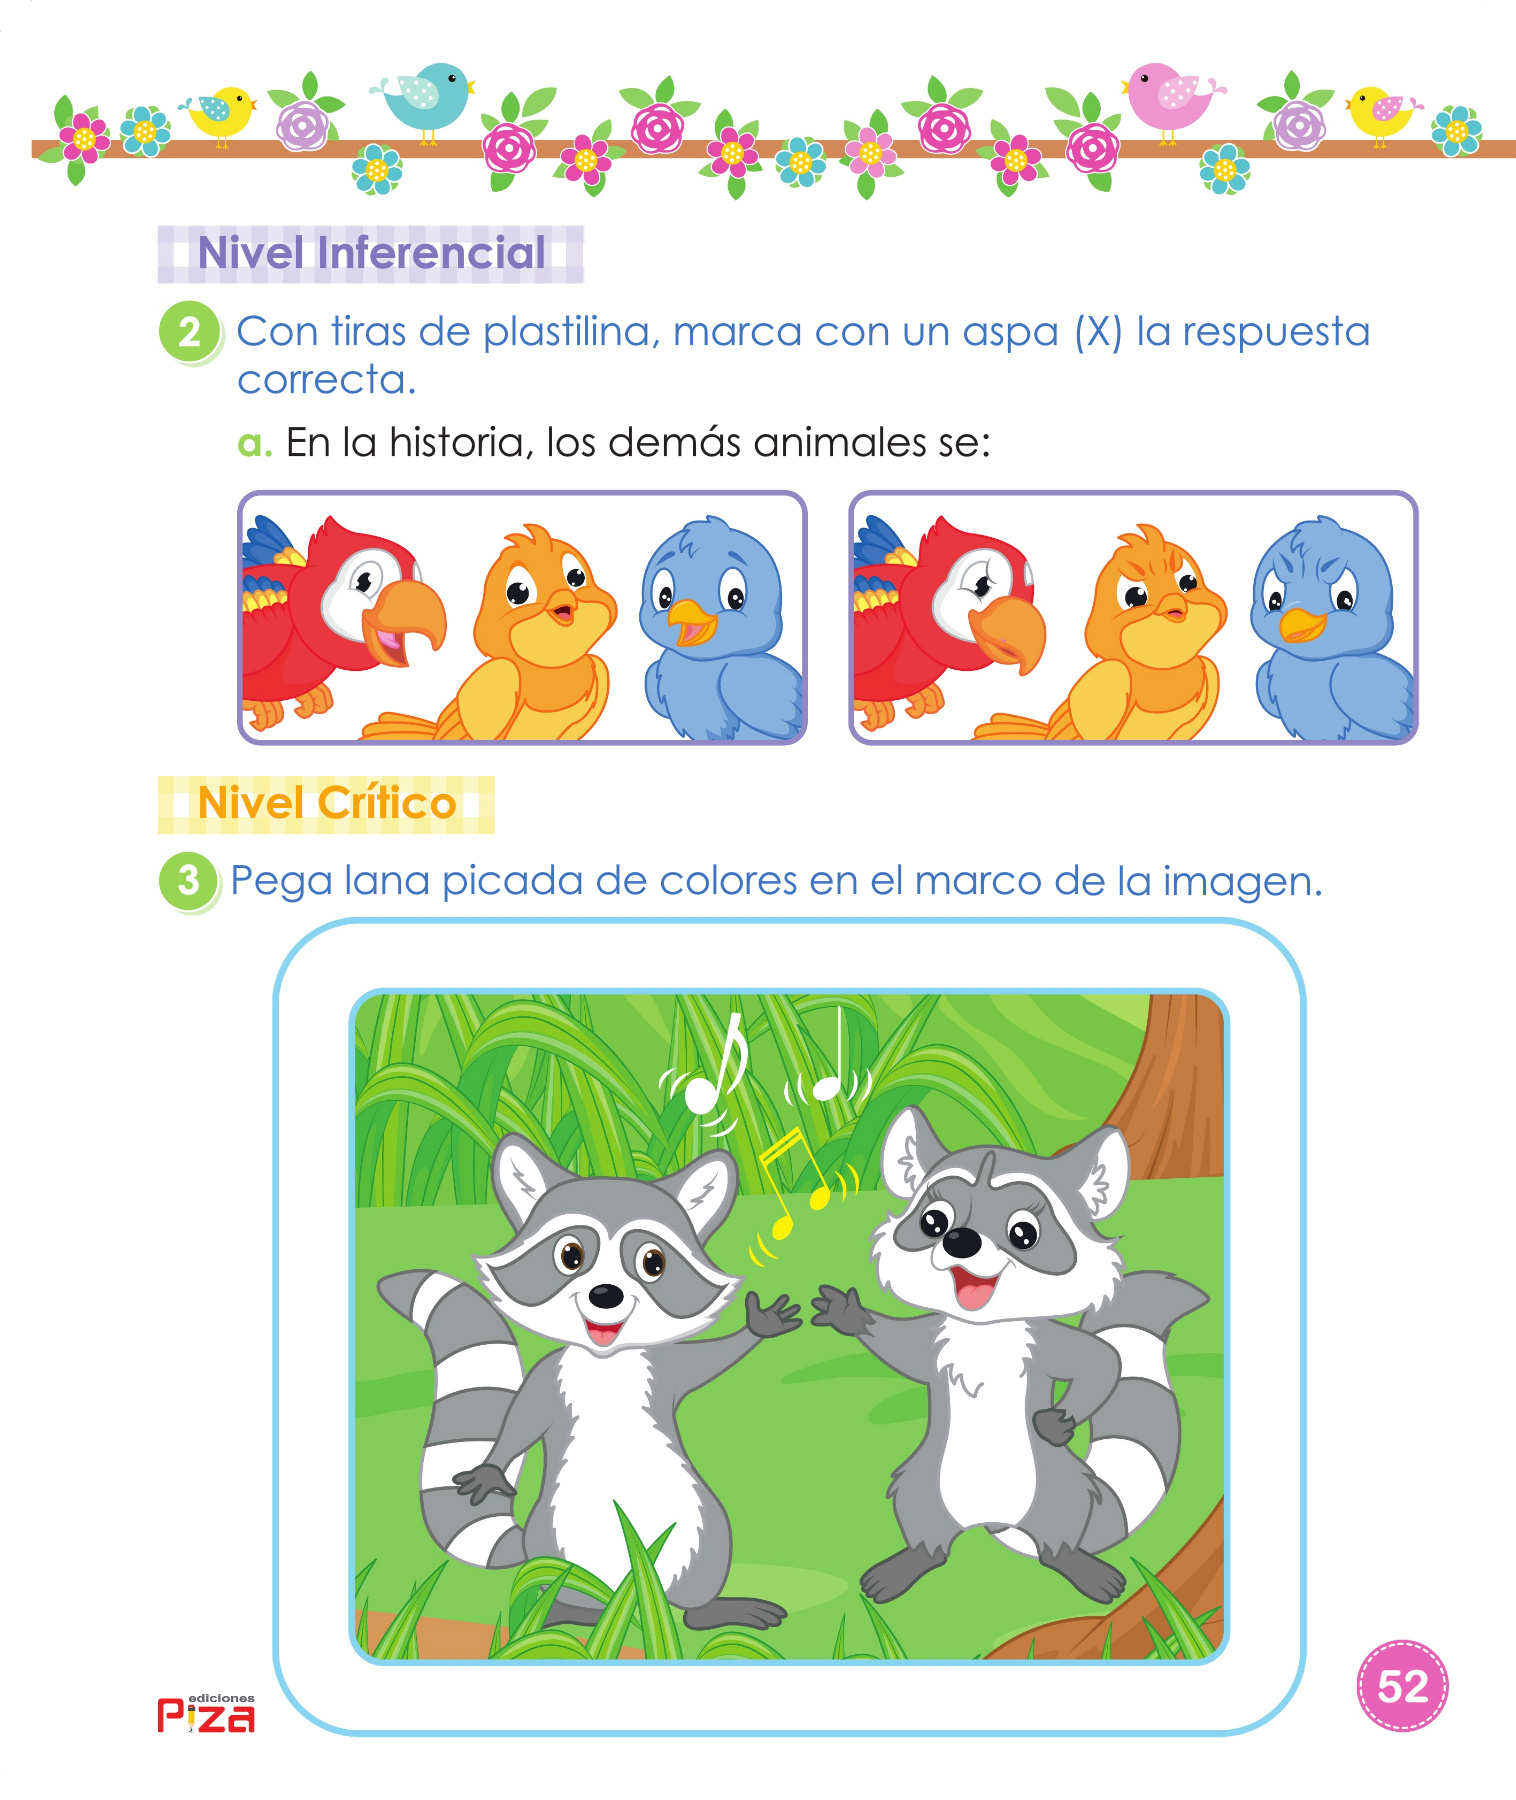 Nivel Inferencial
2 Con tiras de plastilina, marca con un aspa (X) la respuesta
correcta.
a. En la historia, los demás animales se:
Nivel Crítico
3 Pega lana picada de colores en el marco de la imagen.
ediciones
Piza
52